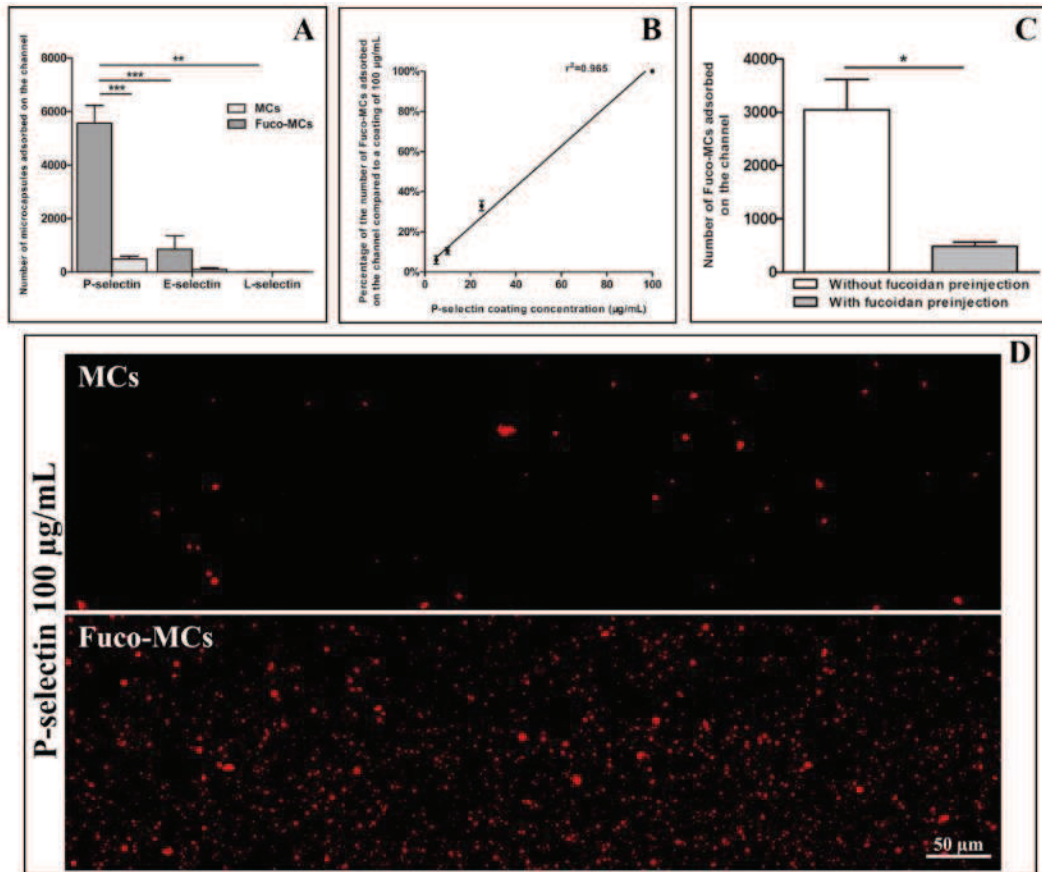 A
Number of microcapsules adsorbed on the channel
8000
6000
4000
2000
0
**
***
***
MCs
Fuco-MCs
P-selectin
E-selectin
L-selectin
B
Percentage of the number of Fuco-MCs adsorbed
on the channel compared to a coating of 100 µg/mL
100%
80%
60%
40%
20%
0%
r²=0.965
0
20
40
60
80
100
P-selectin coating concentration (µg/mL)
C
Number of Fuco-MCs adsorbed
on the channel
4000
3000
2000
1000
0
*
Without fucoidan preinjection
With fucoidan preinjection
D
P-selectin 100 µg/mL
MCs
Fuco-MCs
50 µm